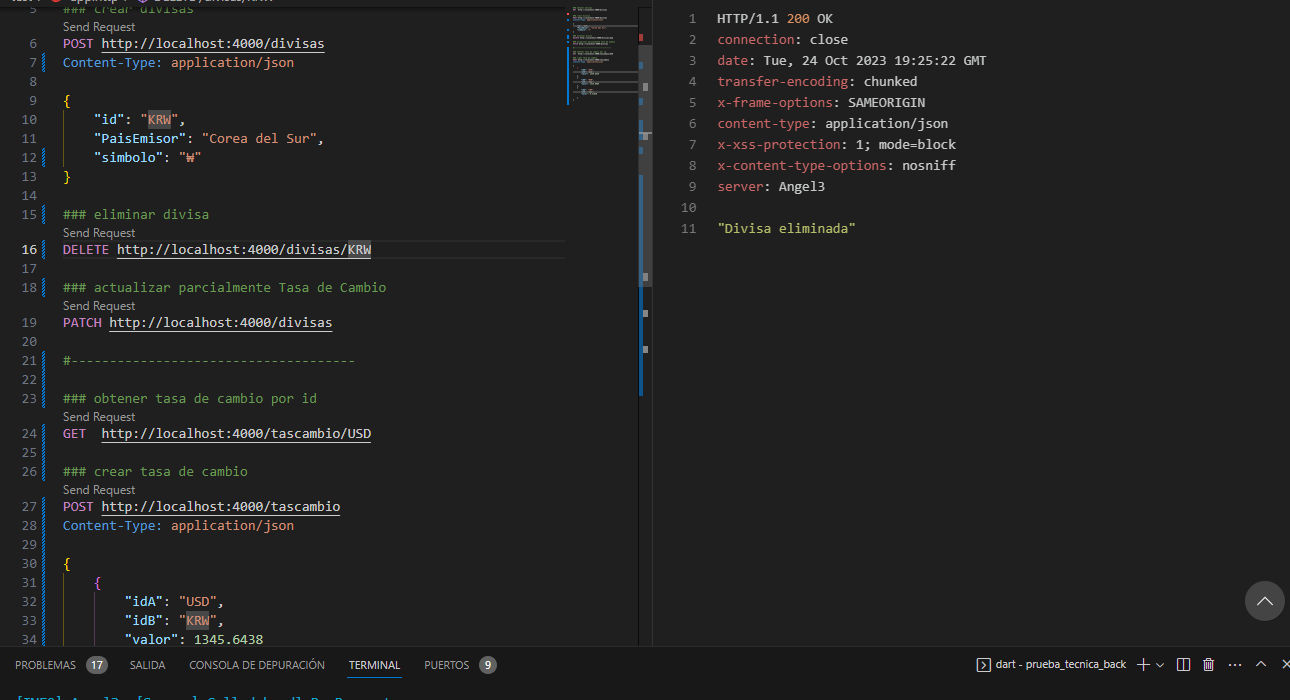 5 ### crear divisas
Send Request
6 POST http://localhost:4000/divisas
7 Content-Type: application/json
8
9 {
10 "id": "KRW",
11 "PaisEmisor": "Corea del Sur",
12 "simbolo": "₩"
13 }
14
15 ### eliminar divisa
Send Request
16 DELETE http://localhost:4000/divisas/KRW
17
18 ### actualizar parcialmente Tasa de Cambio
Send Request
19 PATCH http://localhost:4000/divisas
20
21 #-------------------------------------
22
23 ### obtener tasa de cambio por id
Send Request
24 GET  http://localhost:4000/tascambio/USD
25
26 ### crear tasa de cambio
Send Request
27 POST http://localhost:4000/tascambio
28 Content-Type: application/json
29
30 {
31 {
32 "idA": "USD",
33 "idB": "KRW",
34 "valor": 1345.6438
1 HTTP/1.1 200 OK
2 connection: close
3 date: Tue, 24 Oct 2023 19:25:22 GMT
4 transfer-encoding: chunked
5 x-frame-options: SAMEORIGIN
6 content-type: application/json
7 x-xss-protection: 1; mode=block
8 x-content-type-options: nosniff
9 server: Angel3
10
11 "Divisa eliminada"
PROBLEMAS 17 SALIDA CONSOLA DE DEPURACIÓN TERMINAL PUERTOS 9 dart - prueba_tecnica_back